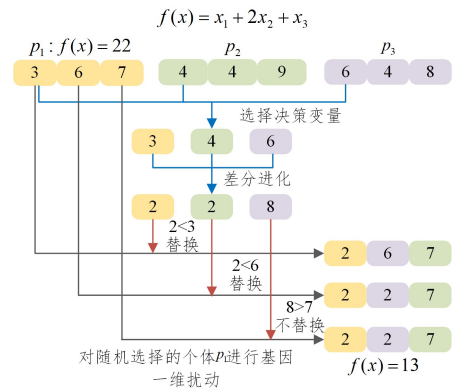 f(x)=x₁+2x₂+x₃
p₁:f(x)=22 p₂ p₃
3 6 7 4 4 9 6 4 8
选择决策变量
3 4 6
差分进化
2 2 8
2<3
替换
2 6 7
2<6
替换
2 2 7
8>7
不替换
2 2 7
对随机选择的个体p进行基因
一维扰动
f(x)=13